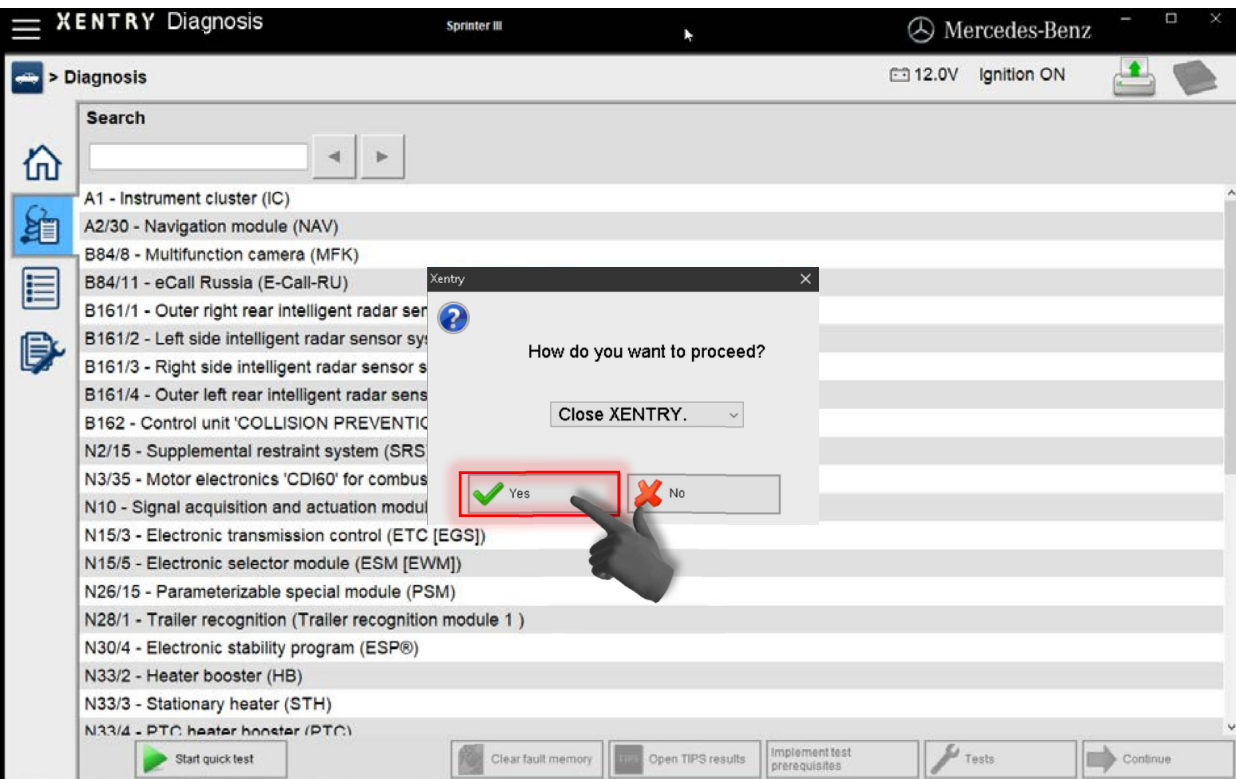 XENTRY Diagnosis
Sprinter III
Mercedes-Benz
> Diagnosis
12.0V
Ignition ON
Search
A1 - Instrument cluster (IC)
A2/30 - Navigation module (NAV)
B84/8 - Multifunction camera (MFK)
B84/11 - eCall Russia (E-Call-RU)
B161/1 - Outer right rear intelligent radar sen
B161/2 - Left side intelligent radar sensor sys
B161/3 - Right side intelligent radar sensor s
B161/4 - Outer left rear intelligent radar sens
B162 - Control unit 'COLLISION PREVENTIO
N2/15 - Supplemental restraint system (SRS
N3/35 - Motor electronics 'CDI60' for combus
N10 - Signal acquisition and actuation modul
N15/3 - Electronic transmission control (ETC [EGS])
N15/5 - Electronic selector module (ESM [EWM])
N26/15 - Parameterizable special module (PSM)
N28/1 - Trailer recognition (Trailer recognition module 1 )
N30/4 - Electronic stability program (ESP®)
N33/2 - Heater booster (HB)
N33/3 - Stationary heater (STH)
N33/4 - PTC heater booster (PTC)
Xentry
How do you want to proceed?
Close XENTRY.
Yes
No
Start quick test
Clear fault memory
TIPS
Open TIPS results
Implement test
prerequisites
Tests
Continue